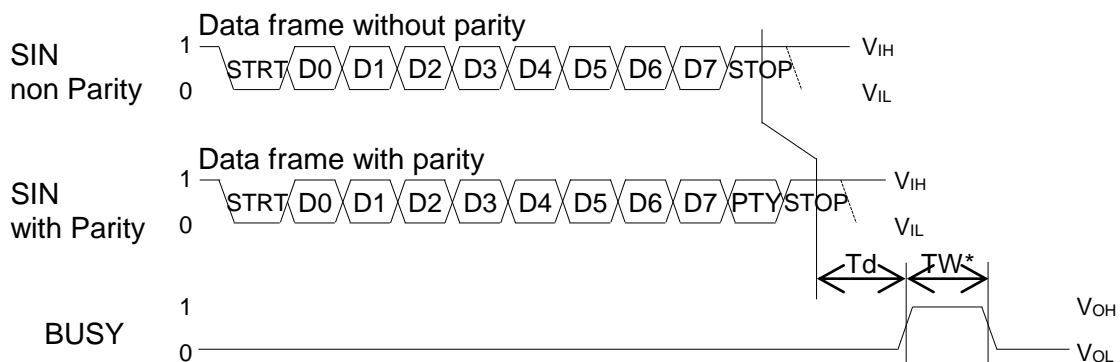 Data frame without parity
SIN
non Parity
1
0
STRT D0 D1 D2 D3 D4 D5 D6 D7 STOP
VIH
VIL
Data frame with parity
SIN
with Parity
1
0
STRT D0 D1 D2 D3 D4 D5 D6 D7 PTY STOP
VIH
VIL
Td TW*
BUSY
1
0
VOH
VOL